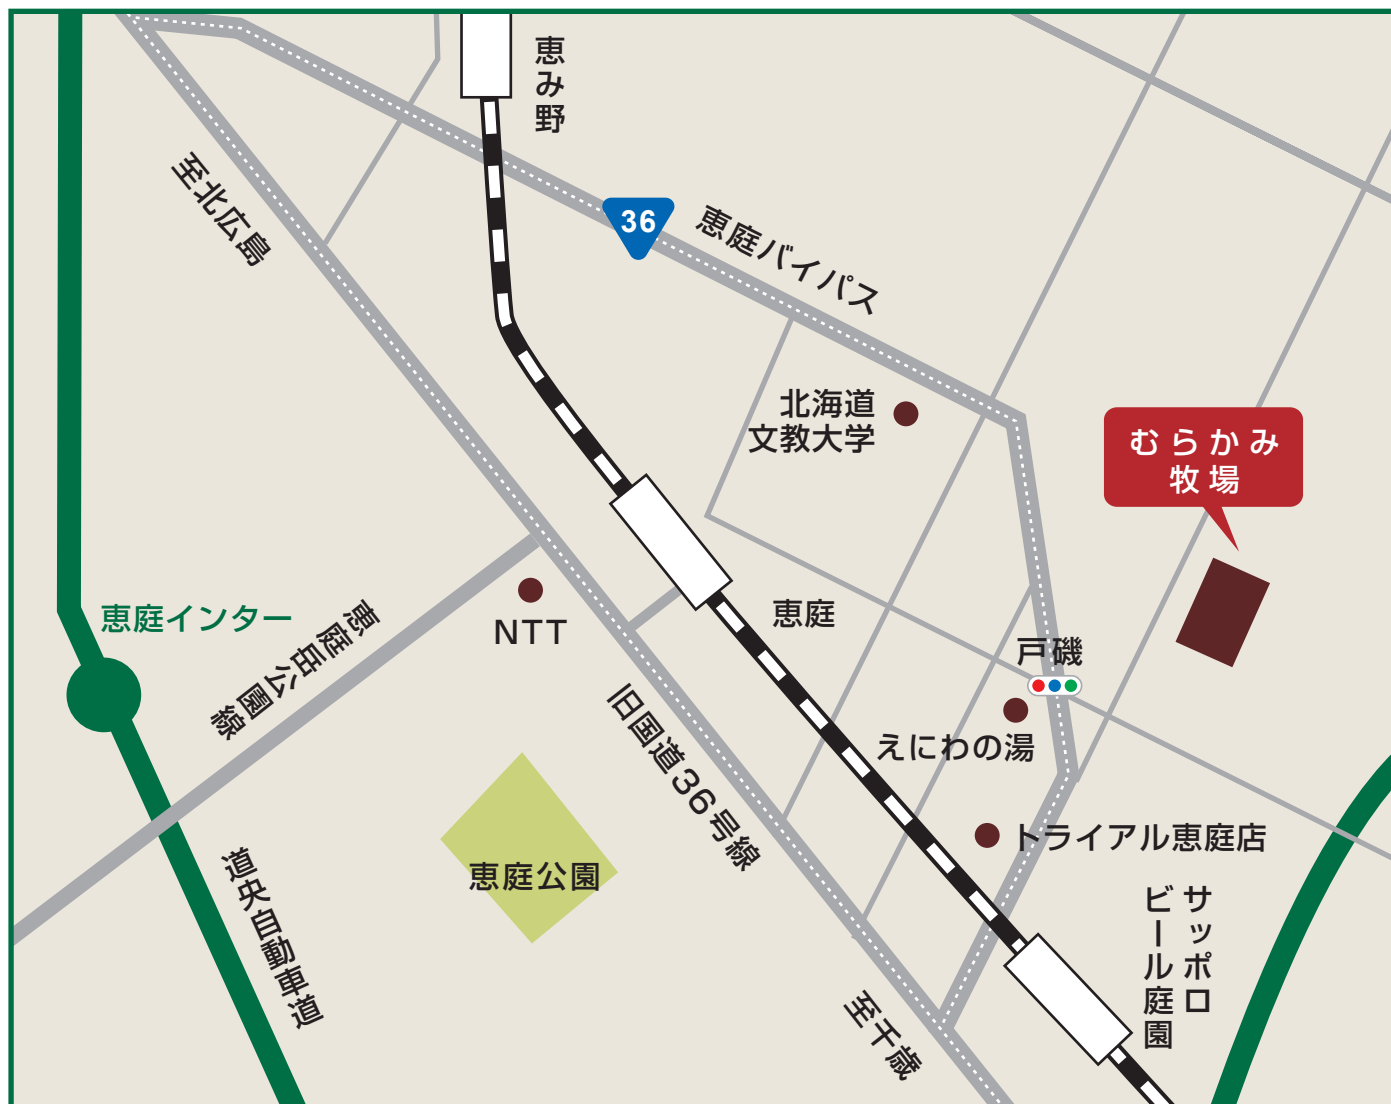 恵み野
至北広島
36
恵庭バイパス
北海道
文教大学
むらかみ
牧場
恵庭インター
恵庭岳公園線
NTT
恵庭
戸磯
えにわの湯
旧国道36号線
トライアル恵庭店
恵庭公園
道央自動車道
サッポロ
ビール庭園
至千歳